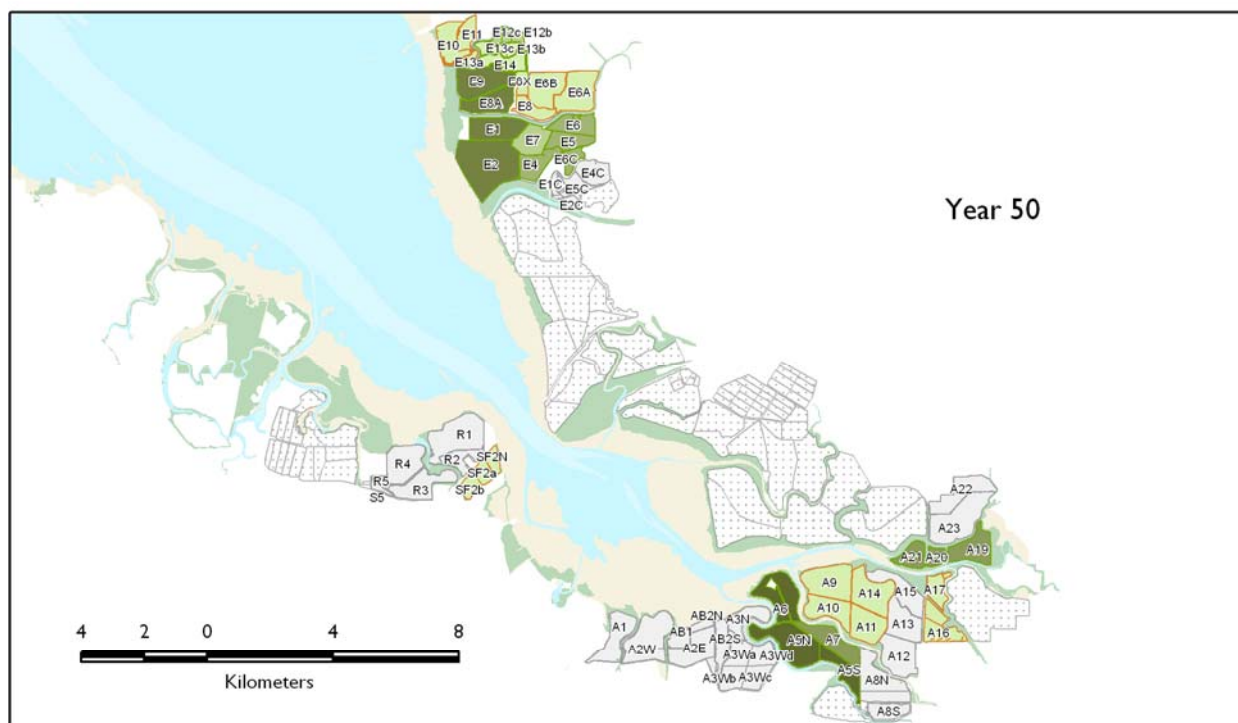 E11
E12c
E12b
E10
E13c
E13b
E13a
E14
E9
E6X
E6B
E6A
E8A
E8
E1
E6
E7
E5
E2
E4
E6C
E4C
E1C
E5C
E2C
Year 50
R1
R4
R2
SF2N
SF2a
R5
R3
SF2b
S5
A22
A23
A21
A20
A19
A9
A14
A15
A17
A6
A10
A11
A13
A16
A1
AB1
AB2N
A3N
A2W
A2E
AB2S
A5N
A7
A3Wa
A3Wd
A12
A3Wb
A3Wc
A5S
A8N
A8S
4 2 0 4 8
Kilometers